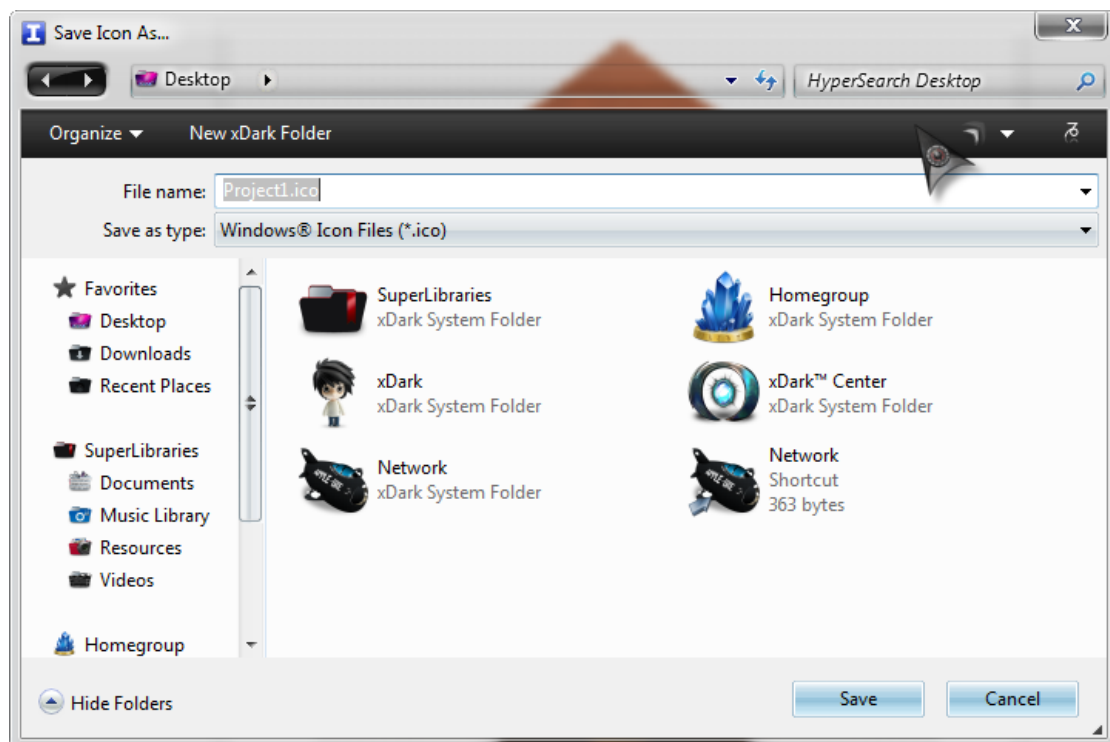 Save Icon As...
Desktop
HyperSearch Desktop
Organize
New xDark Folder
File name: Project1.ico
Save as type: Windows® Icon Files (*.ico)
Favorites
Desktop
Downloads
Recent Places
SuperLibraries
Documents
Music Library
Resources
Videos
Homegroup
SuperLibraries
xDark System Folder
Homegroup
xDark System Folder
xDark
xDark System Folder
xDark™ Center
xDark System Folder
Network
xDark System Folder
Network
Shortcut
363 bytes
Hide Folders
Save
Cancel